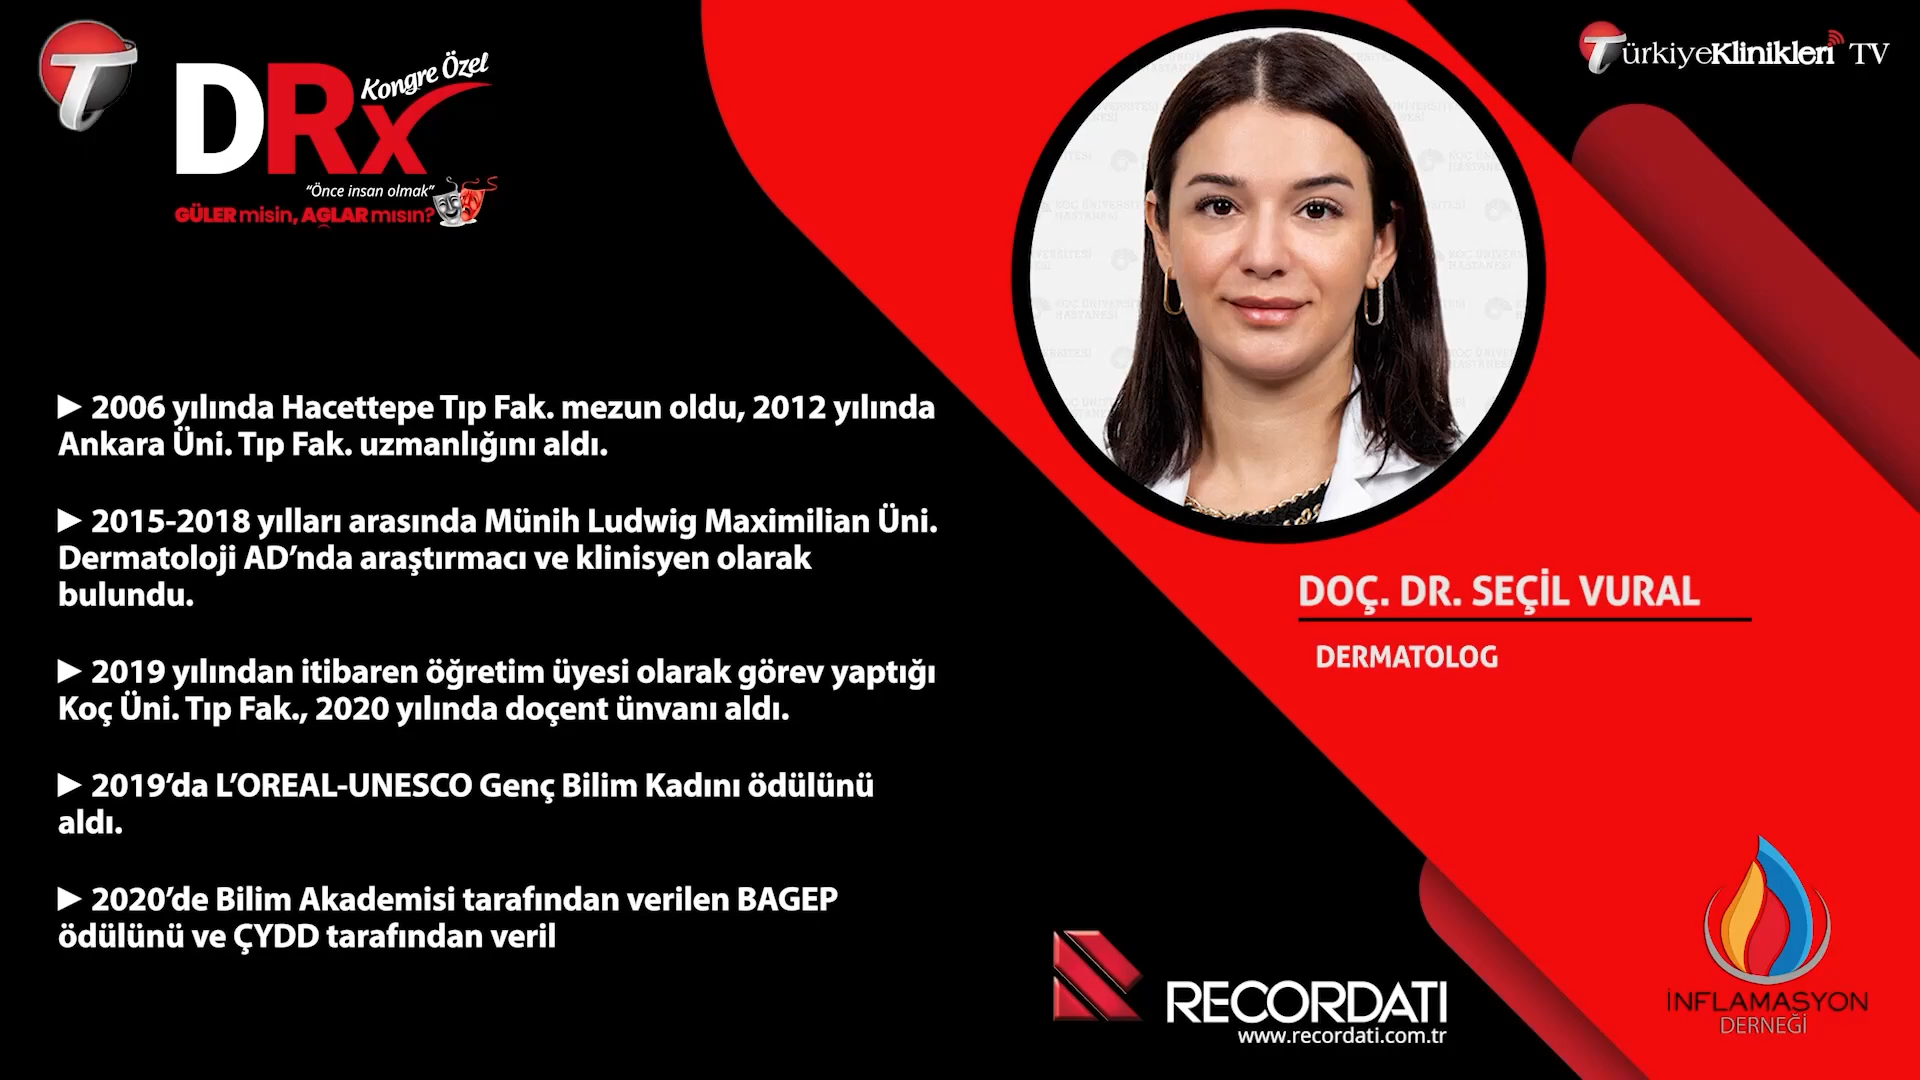 DRx
Kongre Özel
"Önce insan olmak"
GÜLER misin, AĞLAR mısın?
TürkiyeKlinikleri TV
► 2006 yılında Hacettepe Tıp Fak. mezun oldu, 2012 yılında
Ankara Üni. Tıp Fak. uzmanlığını aldı.
► 2015-2018 yılları arasında Münih Ludwig Maximilian Üni.
Dermatoloji AD’nda araştırmacı ve klinisyen olarak
bulundu.
► 2019 yılından itibaren öğretim üyesi olarak görev yaptığı
Koç Üni. Tıp Fak., 2020 yılında doçent ünvanı aldı.
► 2019’da L’OREAL-UNESCO Genç Bilim Kadını ödülünü
aldı.
► 2020’de Bilim Akademisi tarafından verilen BAGEP
ödülünü ve ÇYDD tarafından veril
DOÇ. DR. SEÇİL VURAL
DERMATOLOG
RECORDATI
www.recordati.com.tr
İNFLAMASYON
DERNEĞİ